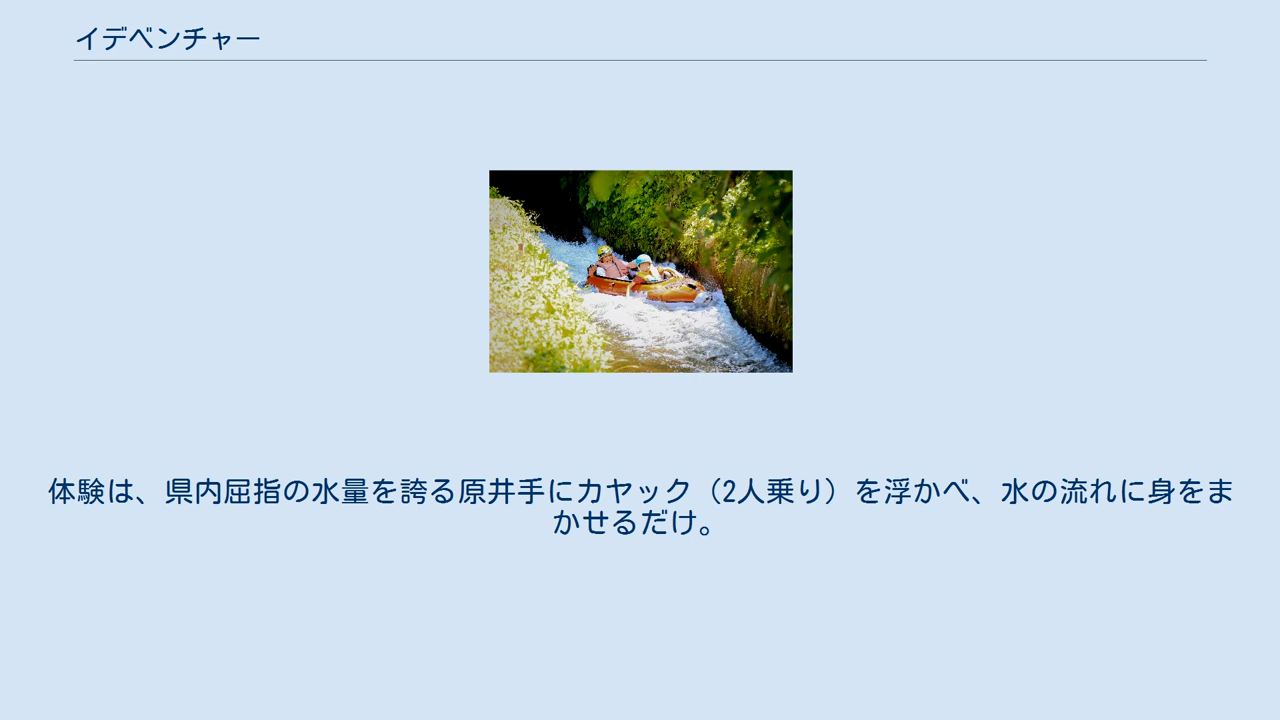 イデベンチャー
体験は、県内屈指の水量を誇る原井手にカヤック（2人乗り）を浮かべ、水の流れに身をま
かせるだけ。